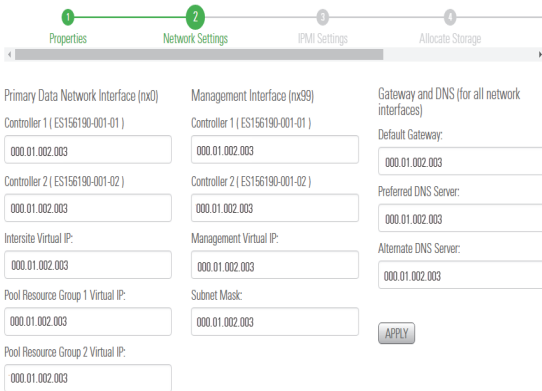 1 2 3 4
Properties Network Settings IPMI Settings Allocate Storage
Primary Data Network Interface (nx0)
Controller 1 ( ES156190-001-01 )
000.01.002.003
Controller 2 ( ES156190-001-02 )
000.01.002.003
Intersite Virtual IP:
000.01.002.003
Pool Resource Group 1 Virtual IP:
000.01.002.003
Pool Resource Group 2 Virtual IP:
000.01.002.003
Management Interface (nx99)
Controller 1 ( ES156190-001-01 )
000.01.002.003
Controller 2 ( ES156190-001-02 )
000.01.002.003
Management Virtual IP:
000.01.002.003
Subnet Mask:
000.01.002.003
Gateway and DNS (for all network
interfaces)
Default Gateway:
000.01.002.003
Preferred DNS Server:
000.01.002.003
Alternate DNS Server:
000.01.002.003
APPLY